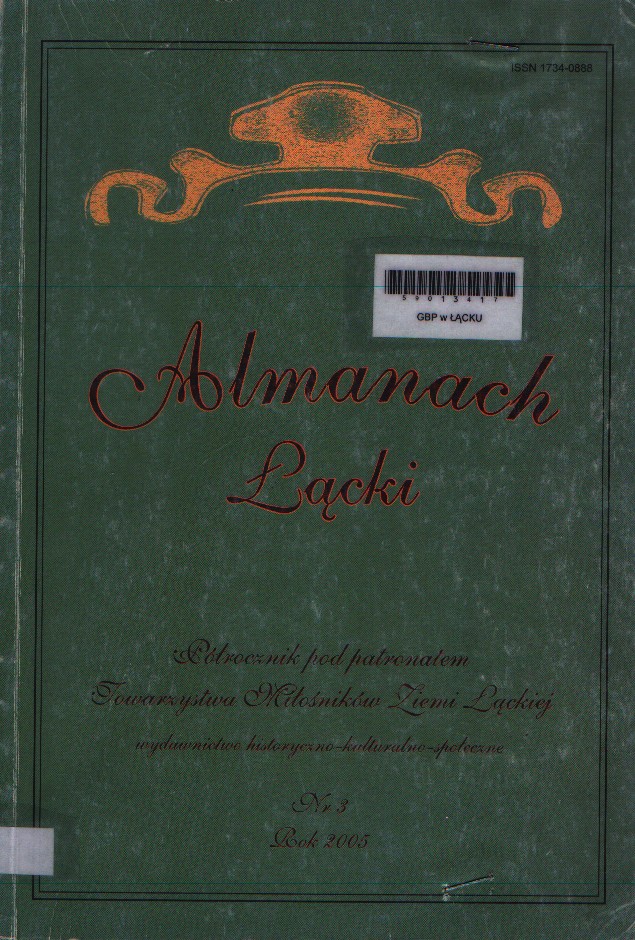 ISSN 1734-0888
59013417
GBP w ŁĄCKU
Almanach
Łącki
Półrocznik pod patronatem
Towarzystwa Miłośników Ziemi Łąckiej
wydawnictwo historyczno-kulturalno-społeczne
Nr 3
Rok 2005